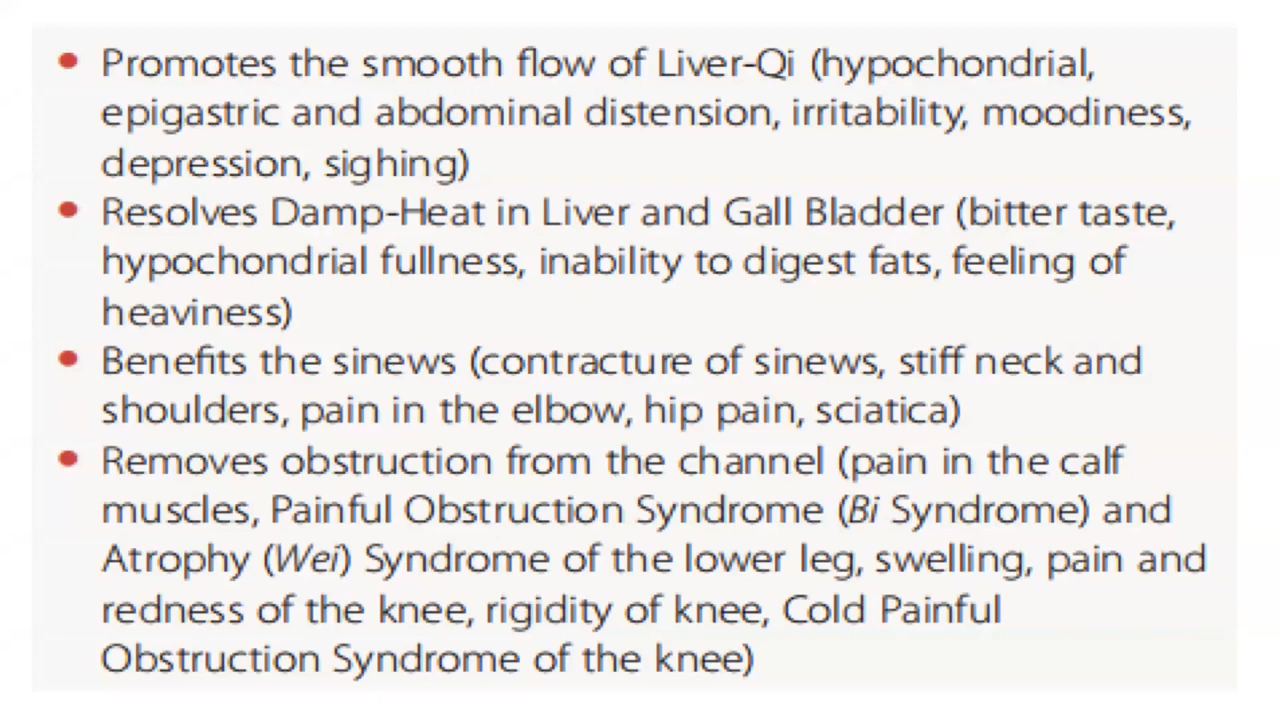 • Promotes the smooth flow of Liver-Qi (hypochondrial,
epigastric and abdominal distension, irritability, moodiness,
depression, sighing)
• Resolves Damp-Heat in Liver and Gall Bladder (bitter taste,
hypochondrial fullness, inability to digest fats, feeling of
heaviness)
• Benefits the sinews (contracture of sinews, stiff neck and
shoulders, pain in the elbow, hip pain, sciatica)
• Removes obstruction from the channel (pain in the calf
muscles, Painful Obstruction Syndrome (Bi Syndrome) and
Atrophy (Wei) Syndrome of the lower leg, swelling, pain and
redness of the knee, rigidity of knee, Cold Painful
Obstruction Syndrome of the knee)